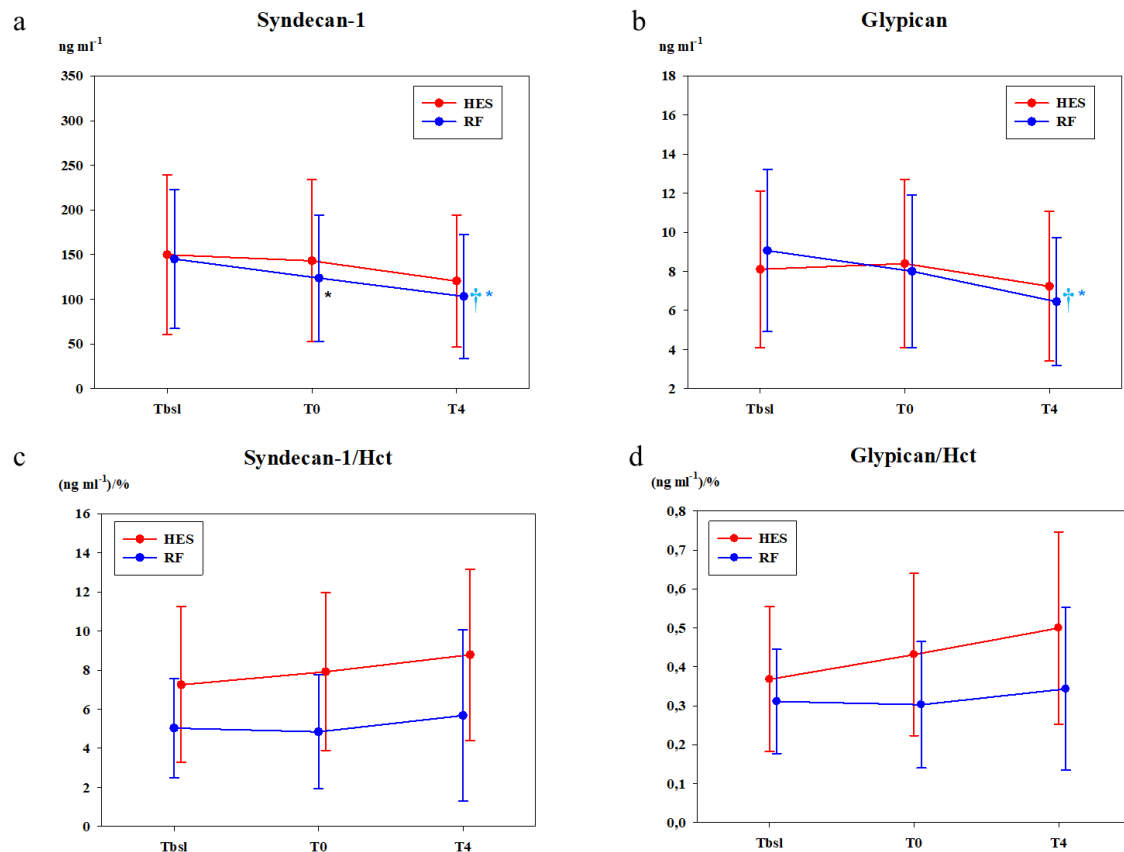 a
Syndecan-1
ng ml⁻¹
350
300
250
200
150
100
50
0
HES
RF
*
† *
Tbsl T0 T4
b
Glypican
ng ml⁻¹
18
16
14
12
10
8
6
4
2
HES
RF
† *
Tbsl T0 T4
c
Syndecan-1/Hct
(ng ml⁻¹)/%
16
14
12
10
8
6
4
2
0
HES
RF
Tbsl T0 T4
d
Glypican/Hct
(ng ml⁻¹)/%
0,8
0,7
0,6
0,5
0,4
0,3
0,2
0,1
0,0
HES
RF
Tbsl T0 T4